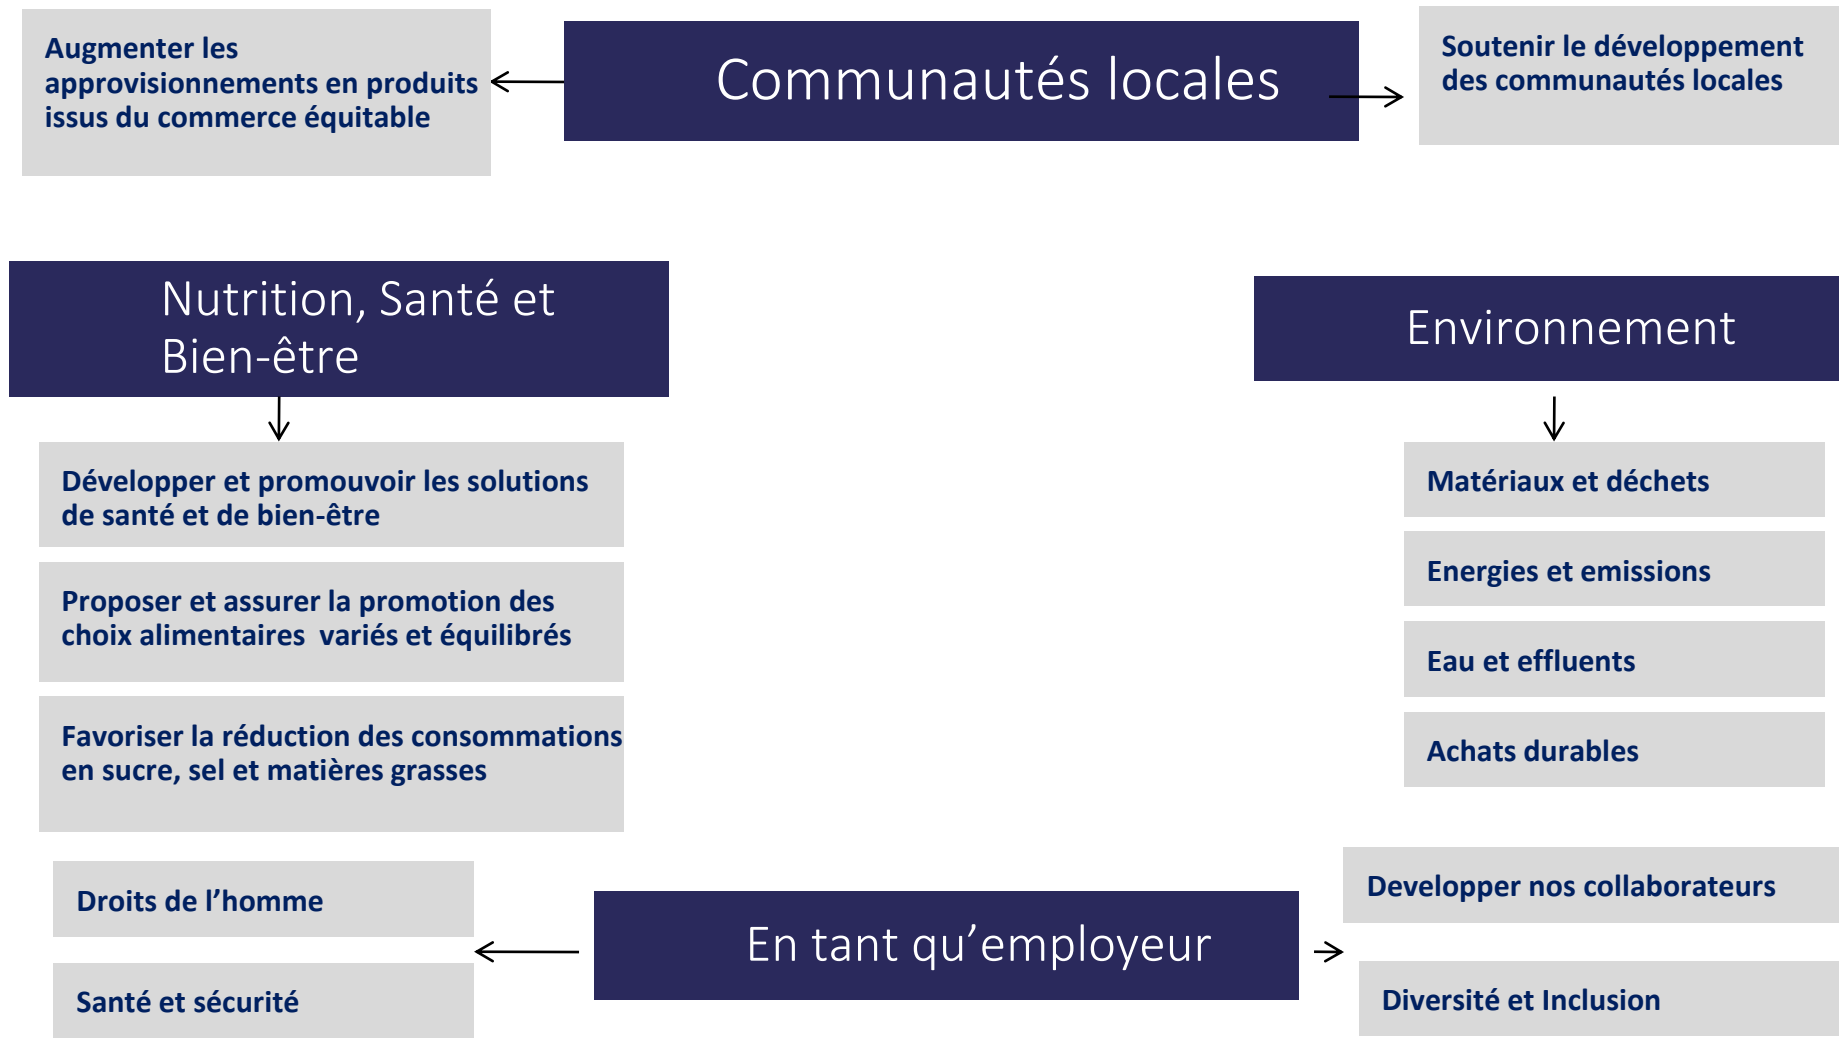 Augmenter les
approvisionnements en produits
issus du commerce équitable
Communautés locales
Soutenir le développement
des communautés locales
Nutrition, Santé et
Bien-être
Développer et promouvoir les solutions
de santé et de bien-être
Proposer et assurer la promotion des
choix alimentaires  variés et équilibrés
Favoriser la réduction des consommations
en sucre, sel et matières grasses
Environnement
Matériaux et déchets
Energies et emissions
Eau et effluents
Achats durables
Droits de l’homme
Santé et sécurité
En tant qu’employeur
Developper nos collaborateurs
Diversité et Inclusion